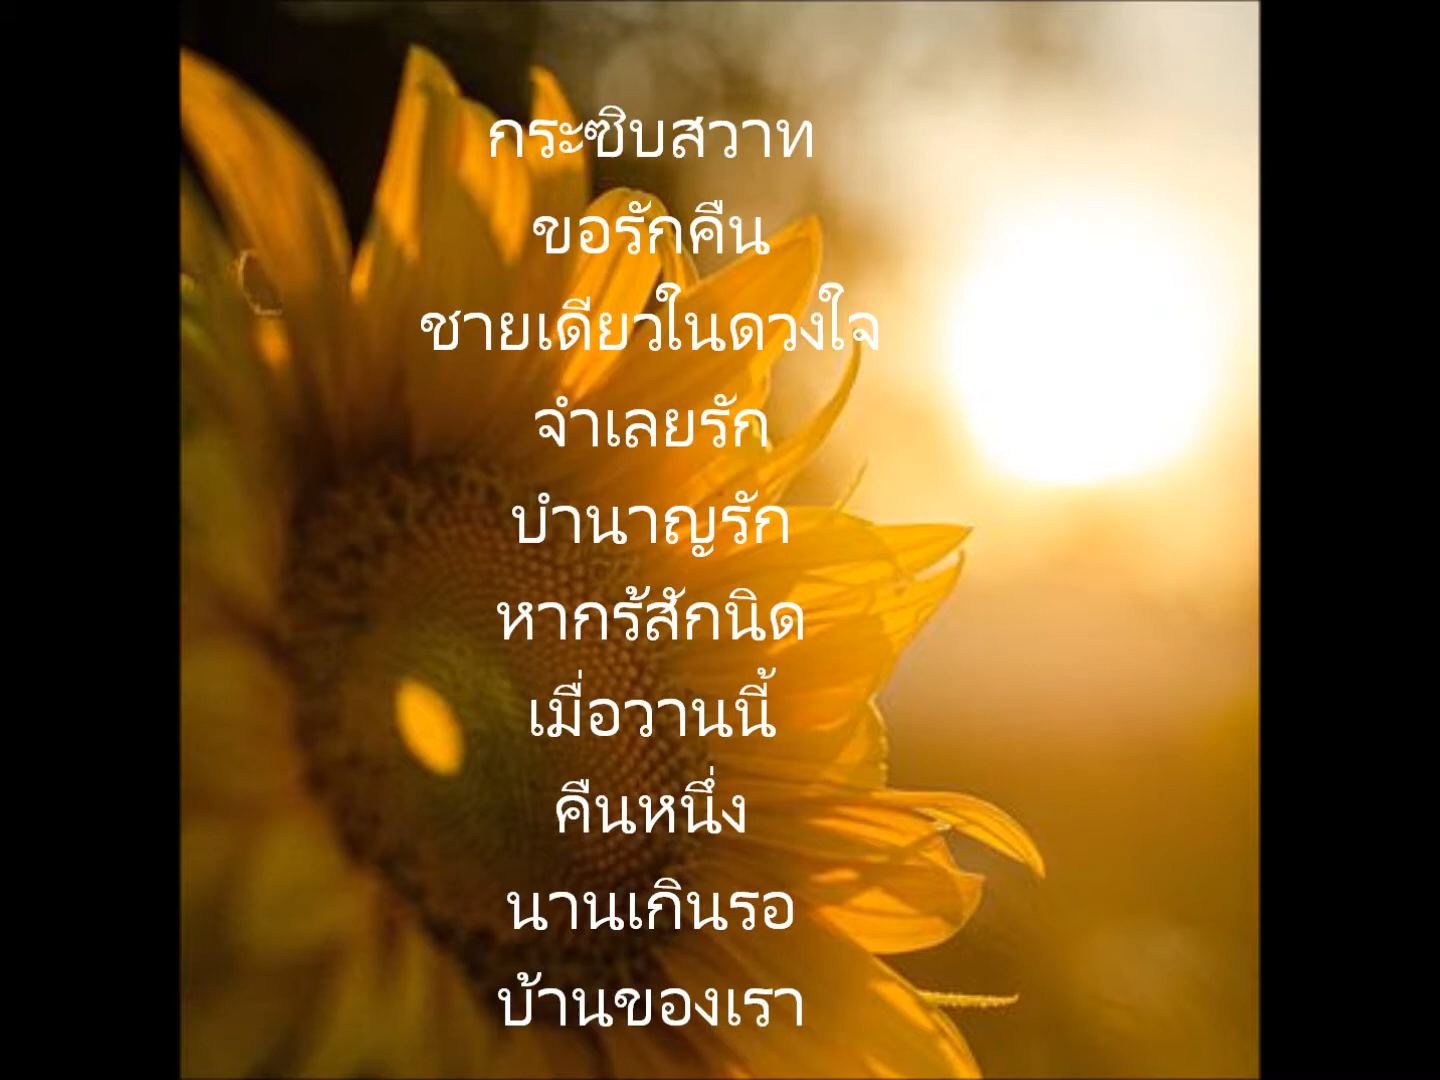 กระซิบสวาท
ขอรักคืน
ชายเดียวในดวงใจ
จำเลยรัก
บำนาญรัก
หากร้สักนิด
เมื่อวานนี้
คืนหนึ่ง
นานเกินรอ
บ้านของเรา